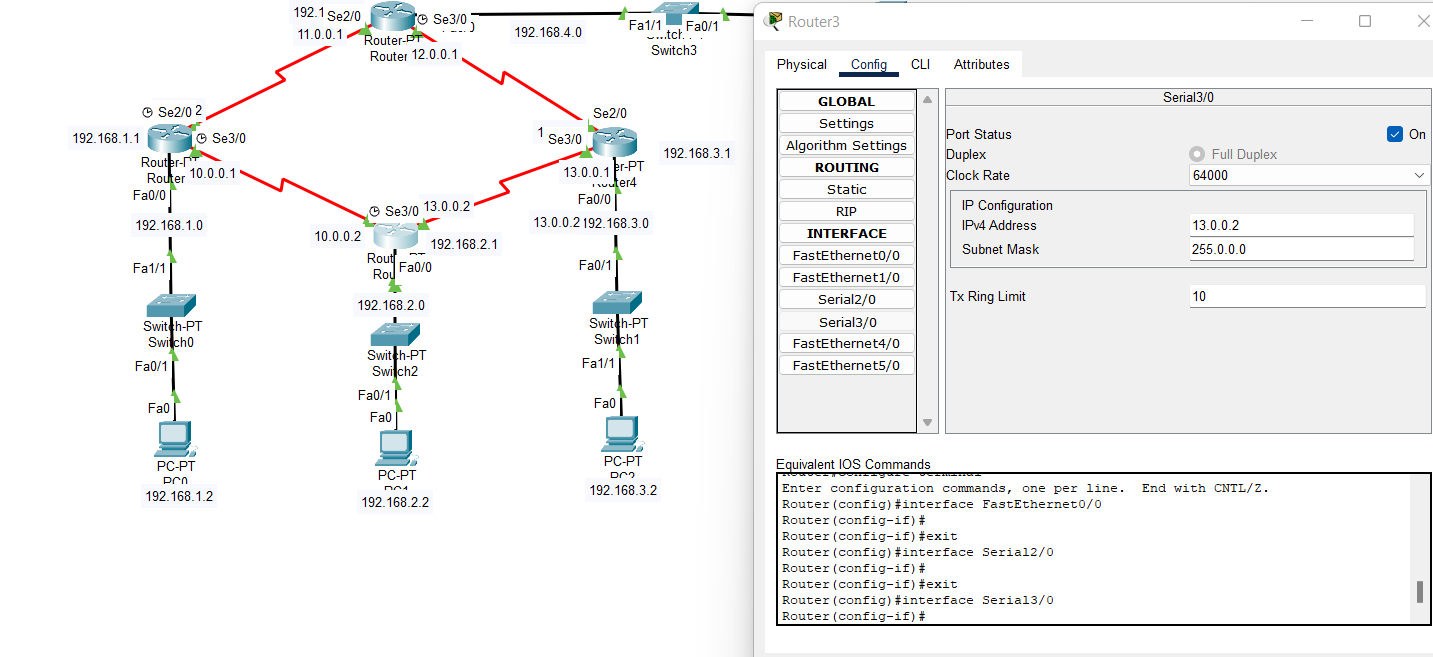 192.1
Se2/0
Se3/0
11.0.0.1
Router-PT
Router
12.0.0.1
192.168.4.0
Fa1/1
Fa0/1
Switch3
Se2/0
2
192.168.1.1
Se3/0
Router-PT
Router
10.0.0.1
Fa0/0
192.168.1.0
Fa1/1
Switch-PT
Switch0
Fa0/1
Fa0
PC-PT
PC0
192.168.1.2
Se3/0
13.0.0.2
10.0.0.2
192.168.2.1
Fa0/0
192.168.2.0
Switch-PT
Switch2
Fa0/1
Fa0
PC-PT
PC1
192.168.2.2
Se2/0
1
Se3/0
192.168.3.1
13.0.0.1
er-PT
Router4
Fa0/0
13.0.0.2
192.168.3.0
Fa0/1
Switch-PT
Switch1
Fa1/1
Fa0
PC-PT
PC2
192.168.3.2
Router3
Physical Config CLI Attributes
GLOBAL
Settings
Algorithm Settings
ROUTING
Static
RIP
INTERFACE
FastEthernet0/0
FastEthernet1/0
Serial2/0
Serial3/0
FastEthernet4/0
FastEthernet5/0
Serial3/0
Port Status On
Duplex Full Duplex
Clock Rate 64000
IP Configuration
IPv4 Address 13.0.0.2
Subnet Mask 255.0.0.0
Tx Ring Limit 10
Equivalent IOS Commands
Enter configuration commands, one per line. End with CNTL/Z.
Router(config)#interface FastEthernet0/0
Router(config-if)#
Router(config-if)#exit
Router(config)#interface Serial2/0
Router(config-if)#
Router(config-if)#exit
Router(config)#interface Serial3/0
Router(config-if)#